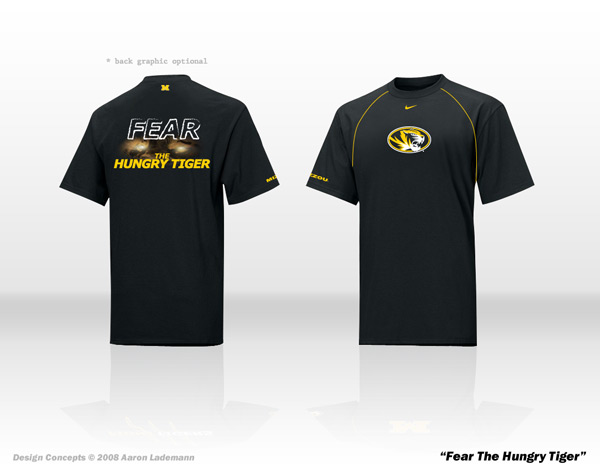 * back graphic optional
M
FEAR
THE
HUNGRY TIGER
MIZZOU
Design Concepts © 2008 Aaron Lademann
“Fear The Hungry Tiger”